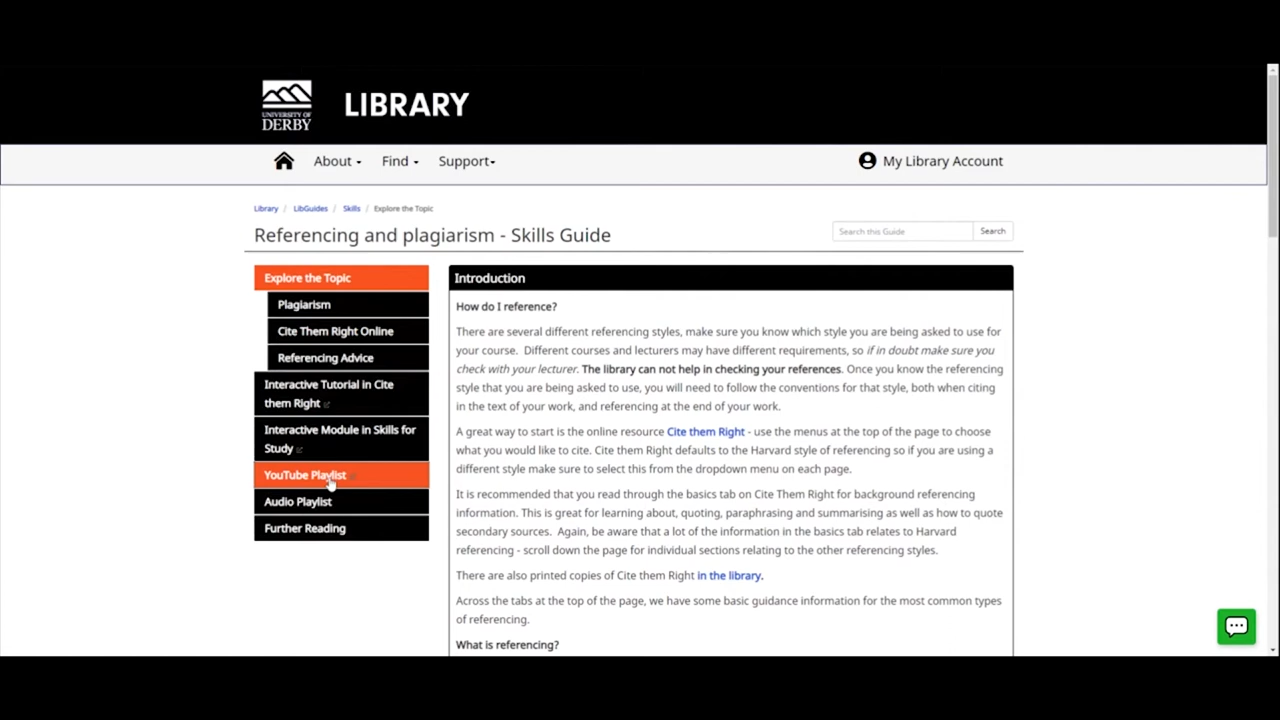 UNIVERSITY OF
DERBY
LIBRARY
About
Find
Support
My Library Account
Library / LibGuides / Skills / Explore the Topic
Referencing and plagiarism - Skills Guide
Search this Guide
Search
Explore the Topic
Plagiarism
Cite Them Right Online
Referencing Advice
Interactive Tutorial in Cite
them Right
Interactive Module in Skills for
Study
YouTube Playlist
Audio Playlist
Further Reading
Introduction
How do I reference?
There are several different referencing styles, make sure you know which style you are being asked to use for
your course. Different courses and lecturers may have different requirements, so if in doubt make sure you
check with your lecturer. The library can not help in checking your references. Once you know the referencing
style that you are being asked to use, you will need to follow the conventions for that style, both when citing
in the text of your work, and referencing at the end of your work.
A great way to start is the online resource Cite them Right - use the menus at the top of the page to choose
what you would like to cite. Cite them Right defaults to the Harvard style of referencing so if you are using a
different style make sure to select this from the dropdown menu on each page.
It is recommended that you read through the basics tab on Cite Them Right for background referencing
information. This is great for learning about, quoting, paraphrasing and summarising as well as how to quote
secondary sources. Again, be aware that a lot of the information in the basics tab relates to Harvard
referencing - scroll down the page for individual sections relating to the other referencing styles.
There are also printed copies of Cite them Right in the library.
Across the tabs at the top of the page, we have some basic guidance information for the most common types
of referencing.
What is referencing?